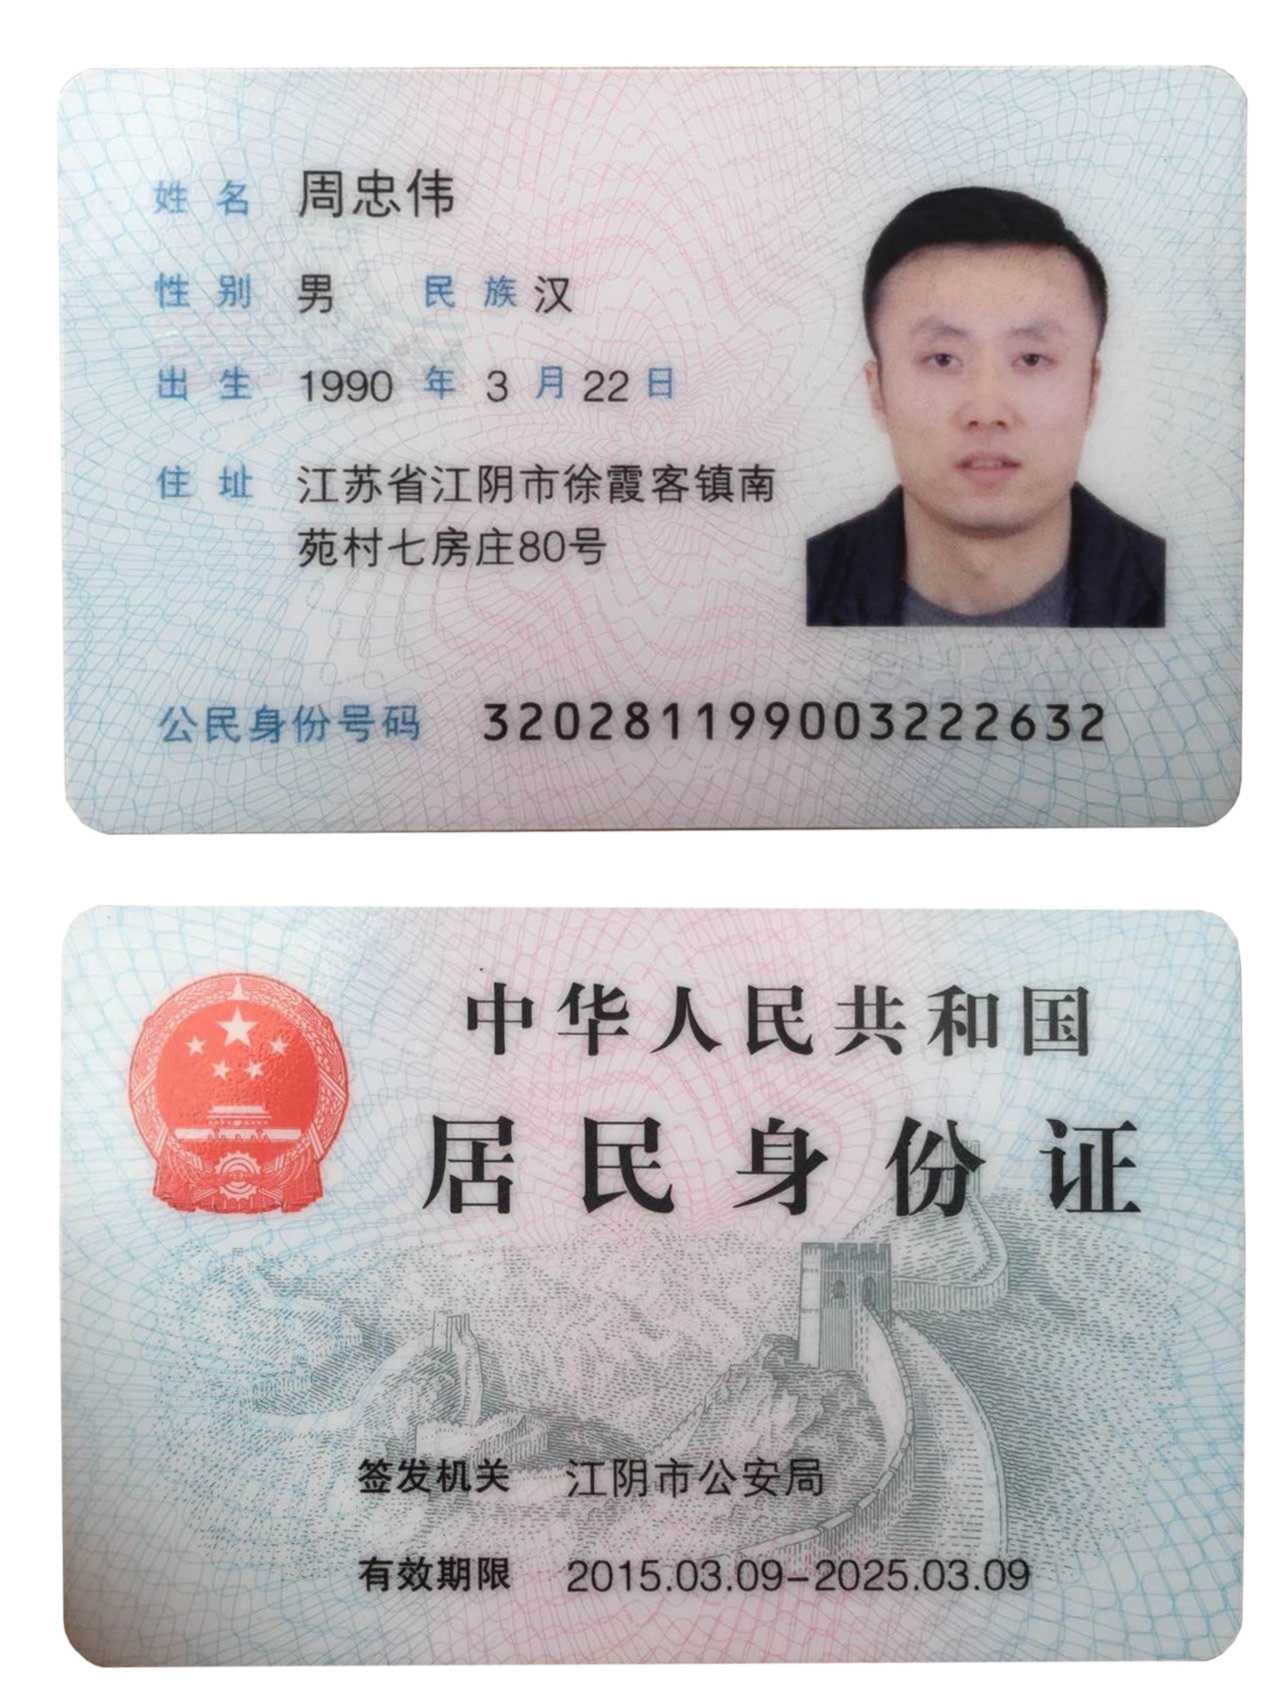 姓名 周忠伟
性别 男 民族 汉
出生 1990 年 3 月 22 日
住址 江苏省江阴市徐霞客镇南
苑村七房庄80号
公民身份号码 320281199003222632
中华人民共和国
居民身份证
签发机关 江阴市公安局
有效期限 2015.03.09-2025.03.09